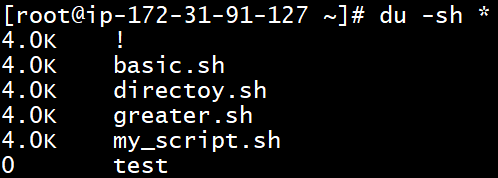 [root@ip-172-31-91-127 ~]# du -sh *
4.0K    !
4.0K    basic.sh
4.0K    directoy.sh
4.0K    greater.sh
4.0K    my_script.sh
0       test